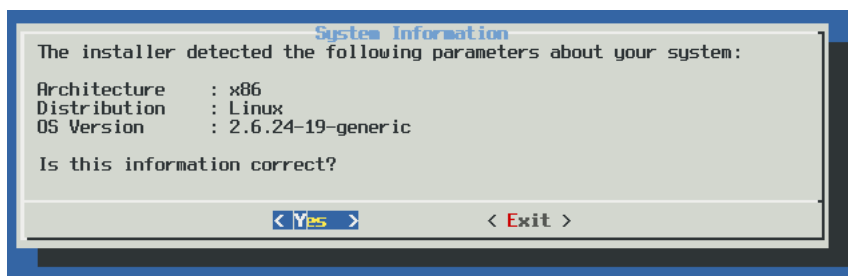 System Information
The installer detected the following parameters about your system:
Architecture : x86
Distribution : Linux
OS Version : 2.6.24-19-generic
Is this information correct?
< Yes > < Exit >